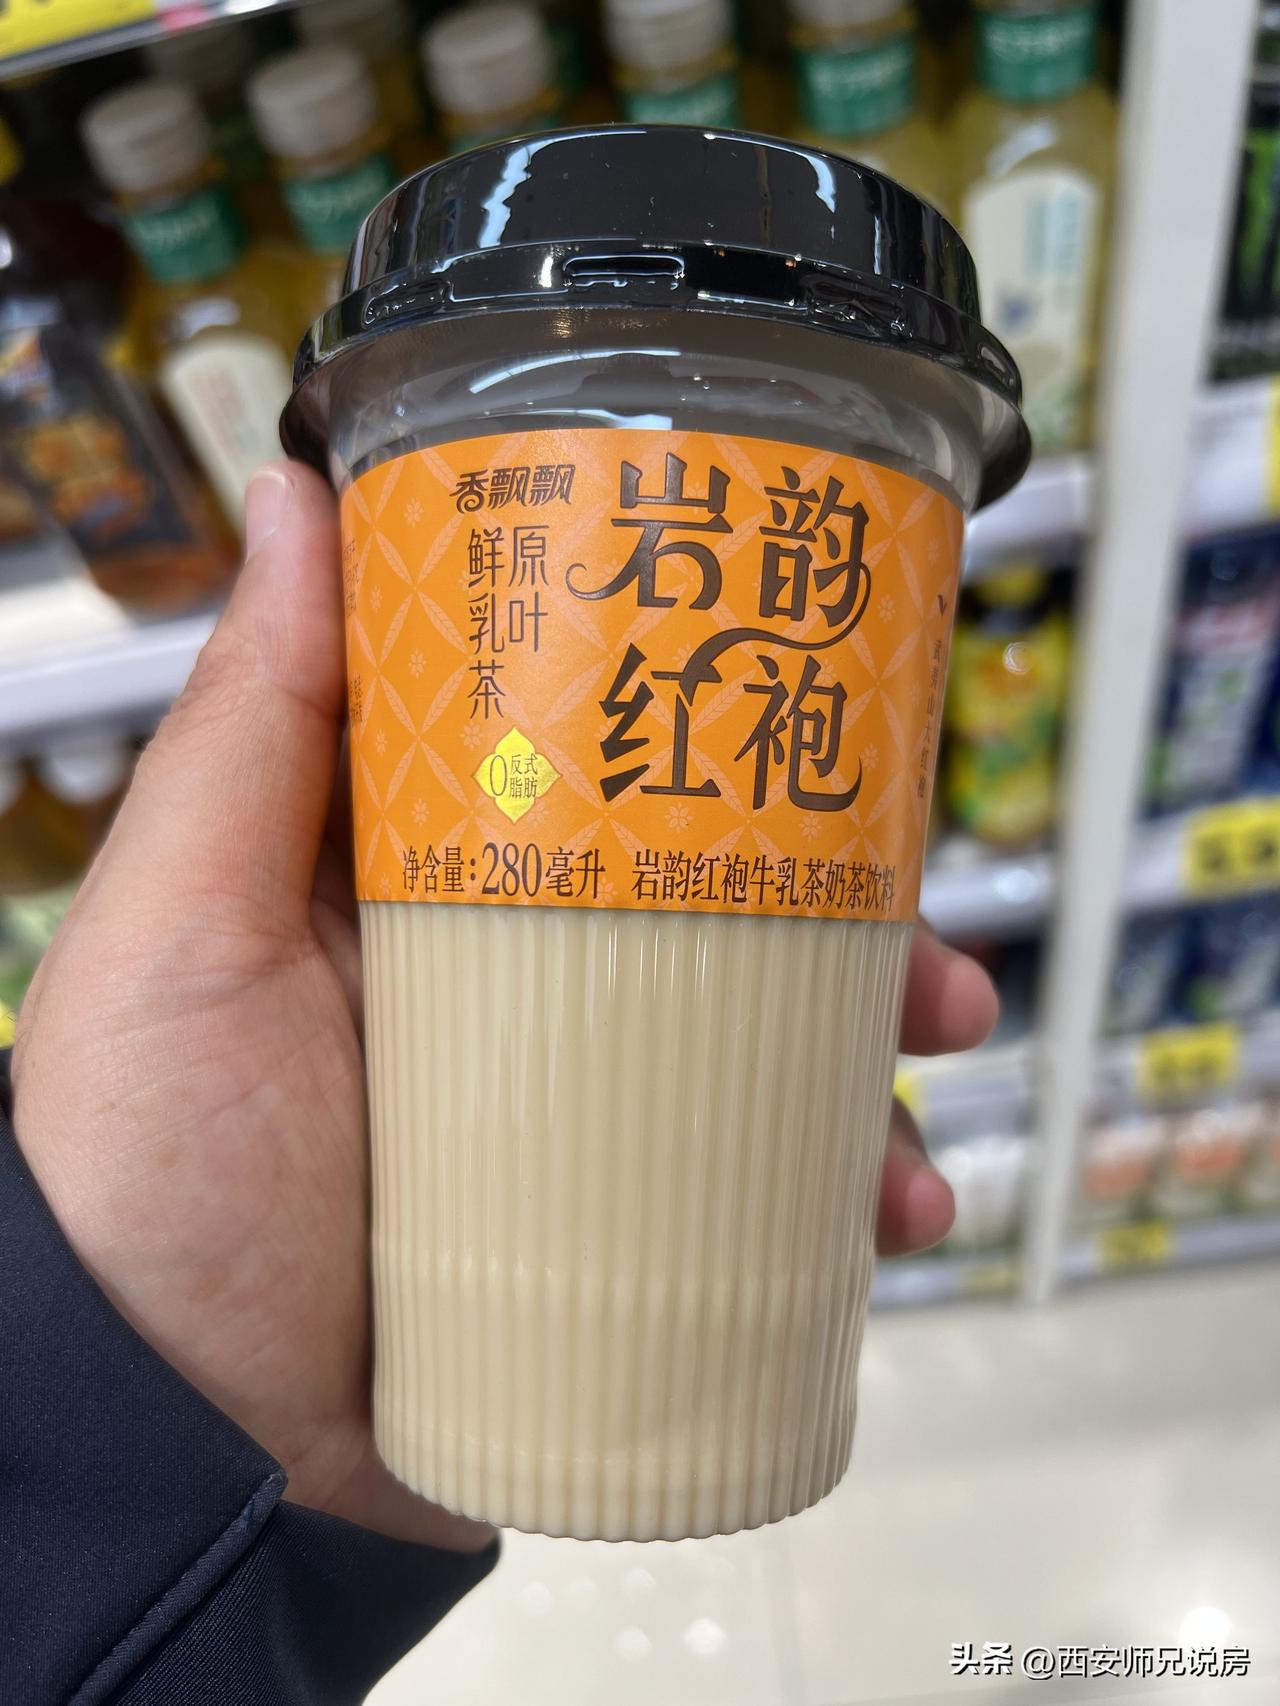 香飘飘
原叶
鲜乳茶
岩韵
红袍
0反式脂肪
净含量:280毫升 岩韵红袍牛乳茶奶茶饮料
头条 @西安师兄说房